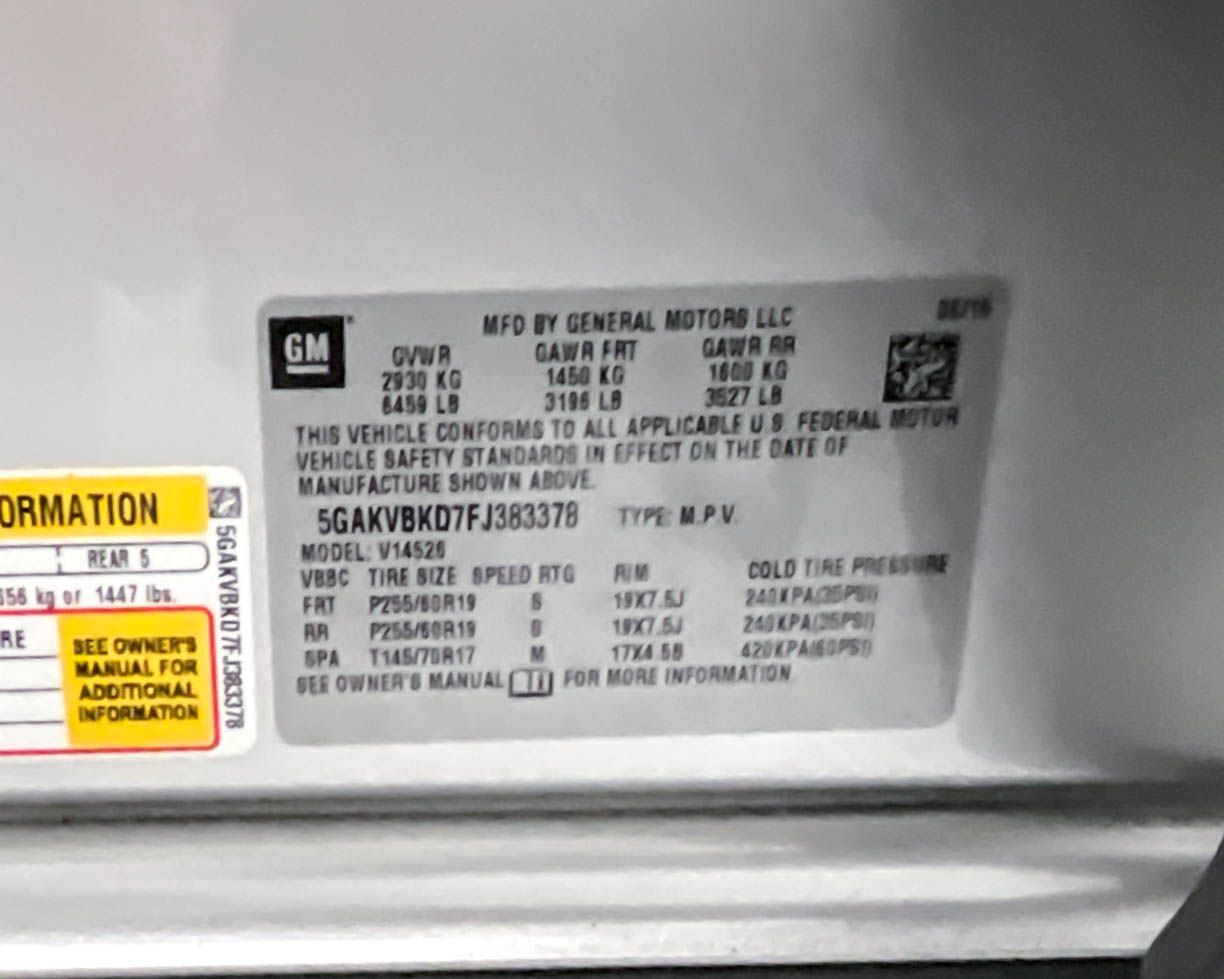 MFD BY GENERAL MOTORS LLC
GM
GVWR GAWR FRT GAWR RR
2930 KG 1450 KG 1600 KG
6459 LB 3196 LB 3527 LB
THIS VEHICLE CONFORMS TO ALL APPLICABLE U.S. FEDERAL MOTOR
VEHICLE SAFETY STANDARDS IN EFFECT ON THE DATE OF
MANUFACTURE SHOWN ABOVE.
5GAKVBKD7FJ383378 TYPE: M.P.V.
MODEL: V14526
TIRE SIZE SPEED RTG RIM COLD TIRE PRESSURE
FRT P255/60R19 S 19X7.5J 240KPA(35PSI)
RR P255/60R19 S 19X7.5J 240KPA(35PSI)
SPA T145/70R17 M 17X4.5B 420KPA(60PSI)
SEE OWNER'S MANUAL FOR MORE INFORMATION.
ORMATION
REAR 5
656 kg or 1447 lbs.
RE
SEE OWNER'S
MANUAL FOR
ADDITIONAL
INFORMATION
5GAKVBKD7FJ383378